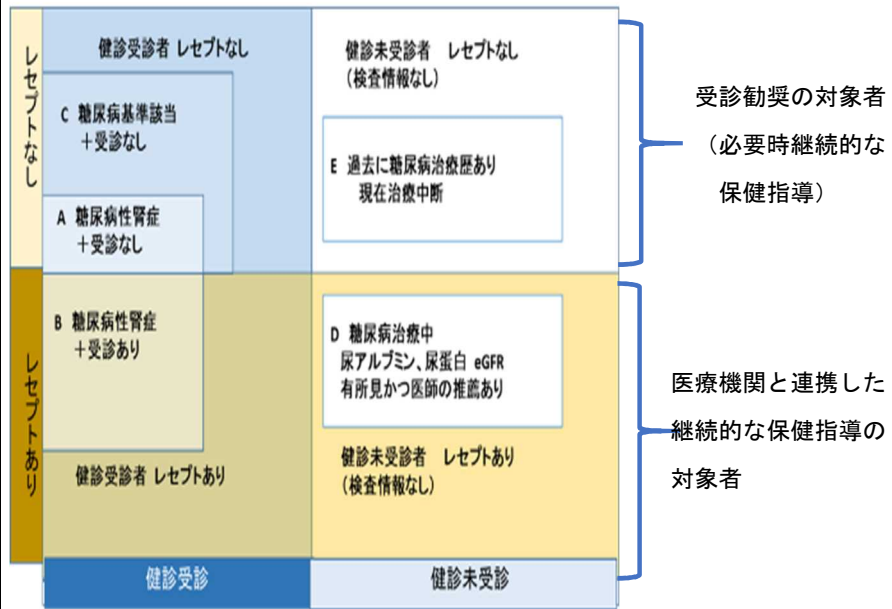 レセプトなし
健診受診者 レセプトなし
C 糖尿病基準該当
+受診なし
A 糖尿病性腎症
+受診なし
健診未受診者 レセプトなし
(検査情報なし)
E 過去に糖尿病治療歴あり
現在治療中断
受診勧奨の対象者
(必要時継続的な
保健指導)
レセプトあり
B 糖尿病性腎症
+受診あり
健診受診者 レセプトあり
D 糖尿病治療中
尿アルブミン、尿蛋白 eGFR
有所見かつ医師の推薦あり
健診未受診者 レセプトあり
(検査情報なし)
医療機関と連携した
継続的な保健指導の
対象者
健診受診
健診未受診